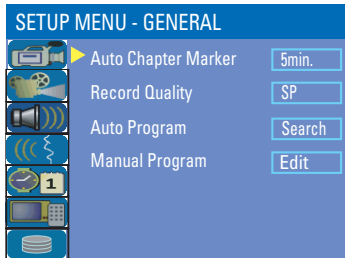 SETUP MENU - GENERAL
Auto Chapter Marker 5min.
Record Quality SP
Auto Program Search
Manual Program Edit
1